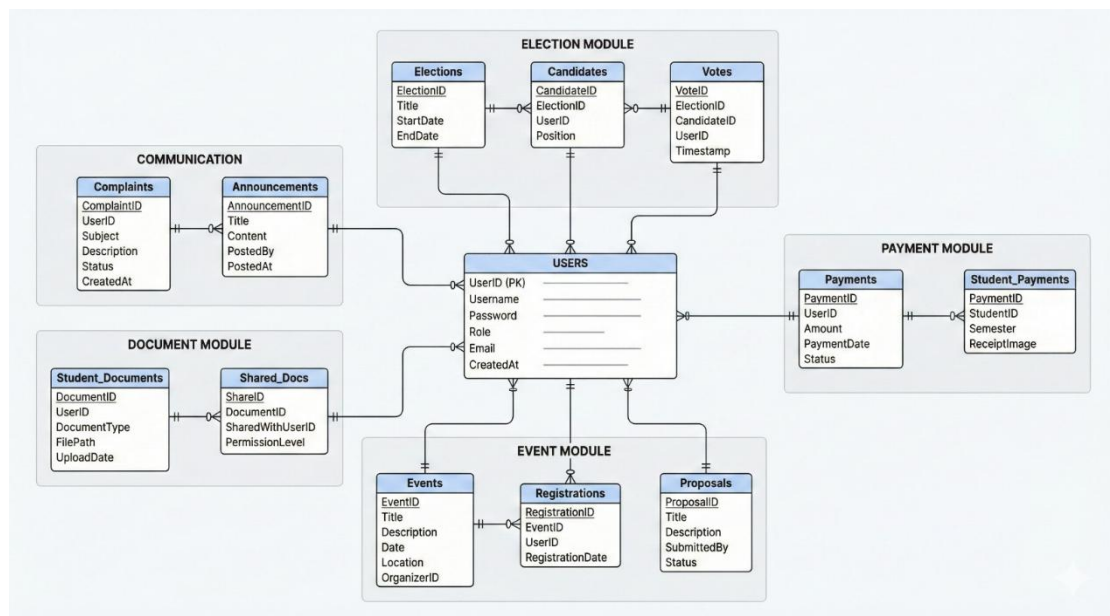 ELECTION MODULE
Elections
ElectionID
Title
StartDate
EndDate
Candidates
CandidateID
ElectionID
UserID
Position
Votes
VoteID
ElectionID
CandidateID
UserID
Timestamp
COMMUNICATION
Complaints
ComplaintID
UserID
Subject
Description
Status
CreatedAt
Announcements
AnnouncementID
Title
Content
PostedBy
PostedAt
USERS
UserID (PK)
Username
Password
Role
Email
CreatedAt
PAYMENT MODULE
Payments
PaymentID
UserID
Amount
PaymentDate
Status
Student_Payments
PaymentID
StudentID
Semester
ReceiptImage
DOCUMENT MODULE
Student_Documents
DocumentID
UserID
DocumentType
FilePath
UploadDate
Shared_Docs
ShareID
DocumentID
SharedWithUserID
PermissionLevel
EVENT MODULE
Events
EventID
Title
Description
Date
Location
OrganizerID
Registrations
RegistrationID
EventID
UserID
RegistrationDate
Proposals
ProposalID
Title
Description
SubmittedBy
Status